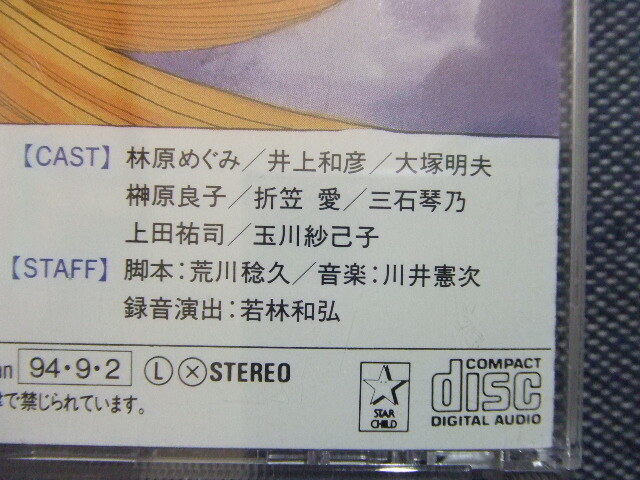 【CAST】林原めぐみ／井上和彦／大塚明夫
榊原良子／折笠 愛／三石琴乃
上田祐司／玉川紗己子
【STAFF】脚本：荒川稔久／音楽：川井憲次
録音演出：若林和弘
94・9・2 Ⓛ ⓧ STEREO
で禁じられています。
STAR CHILD
COMPACT disc DIGITAL AUDIO